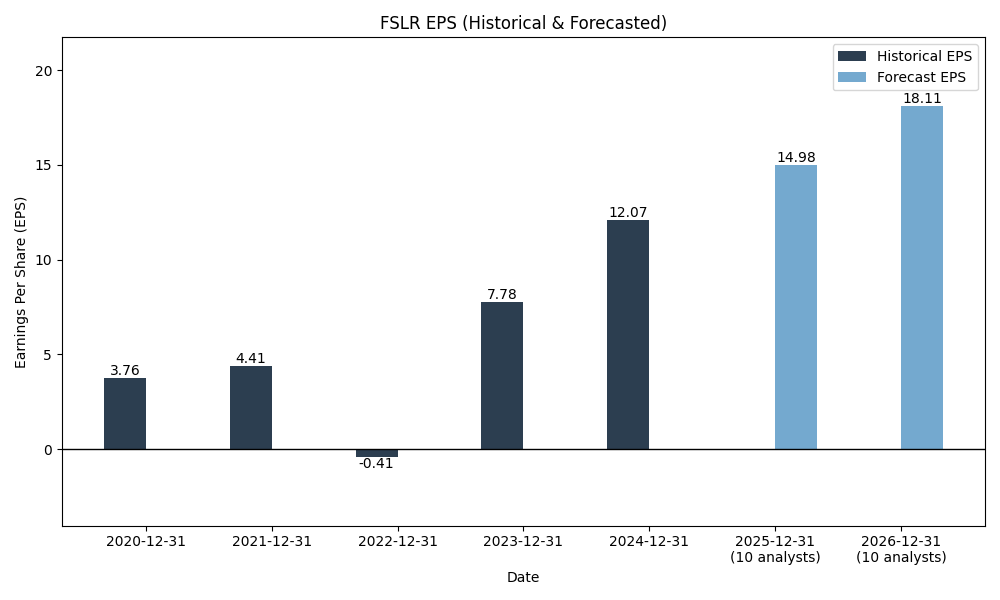 FSLR EPS (Historical & Forecasted)
Historical EPS
Forecast EPS
Earnings Per Share (EPS)
20
15
10
5
0
3.76
4.41
-0.41
7.78
12.07
14.98
18.11
2020-12-31
2021-12-31
2022-12-31
2023-12-31
2024-12-31
2025-12-31
(10 analysts)
2026-12-31
(10 analysts)
Date